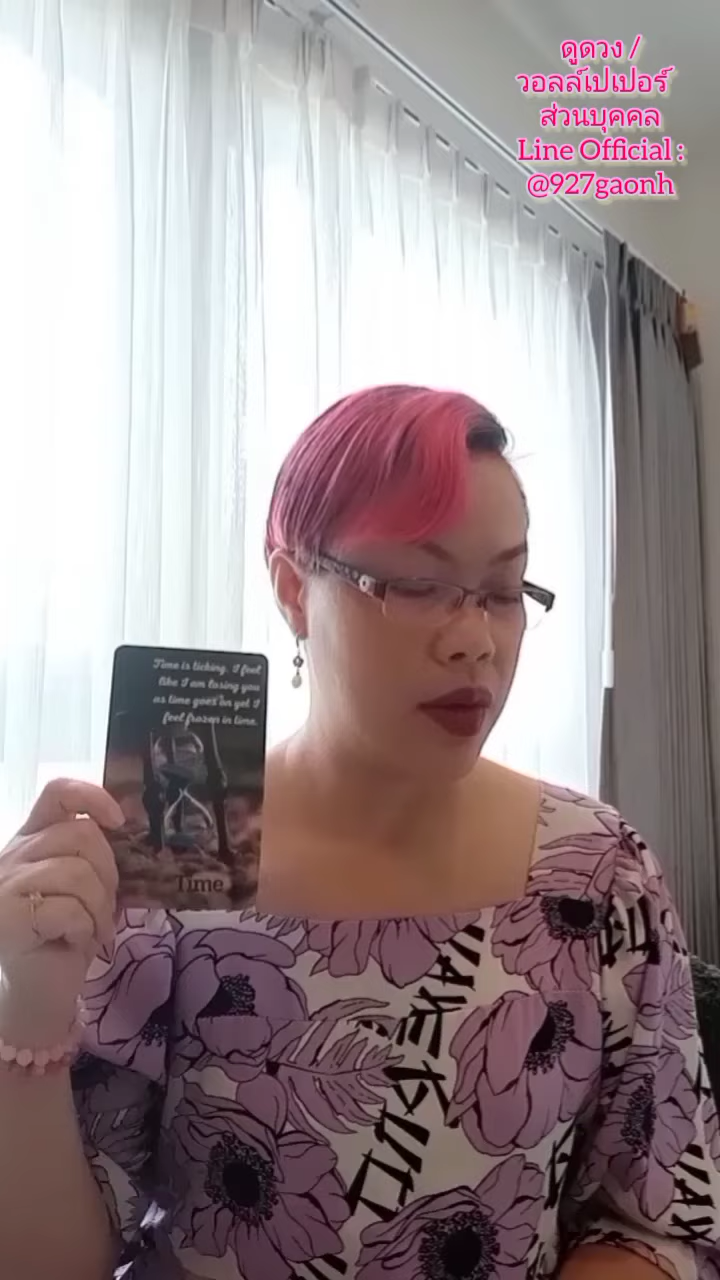 ดูดวง /
วอลล์เปเปอร์
ส่วนบุคคล
Line Official :
@927gaonh
Time is ticking. I feel
like I am losing you
as time goes on yet I
feel frozen in time.
Time